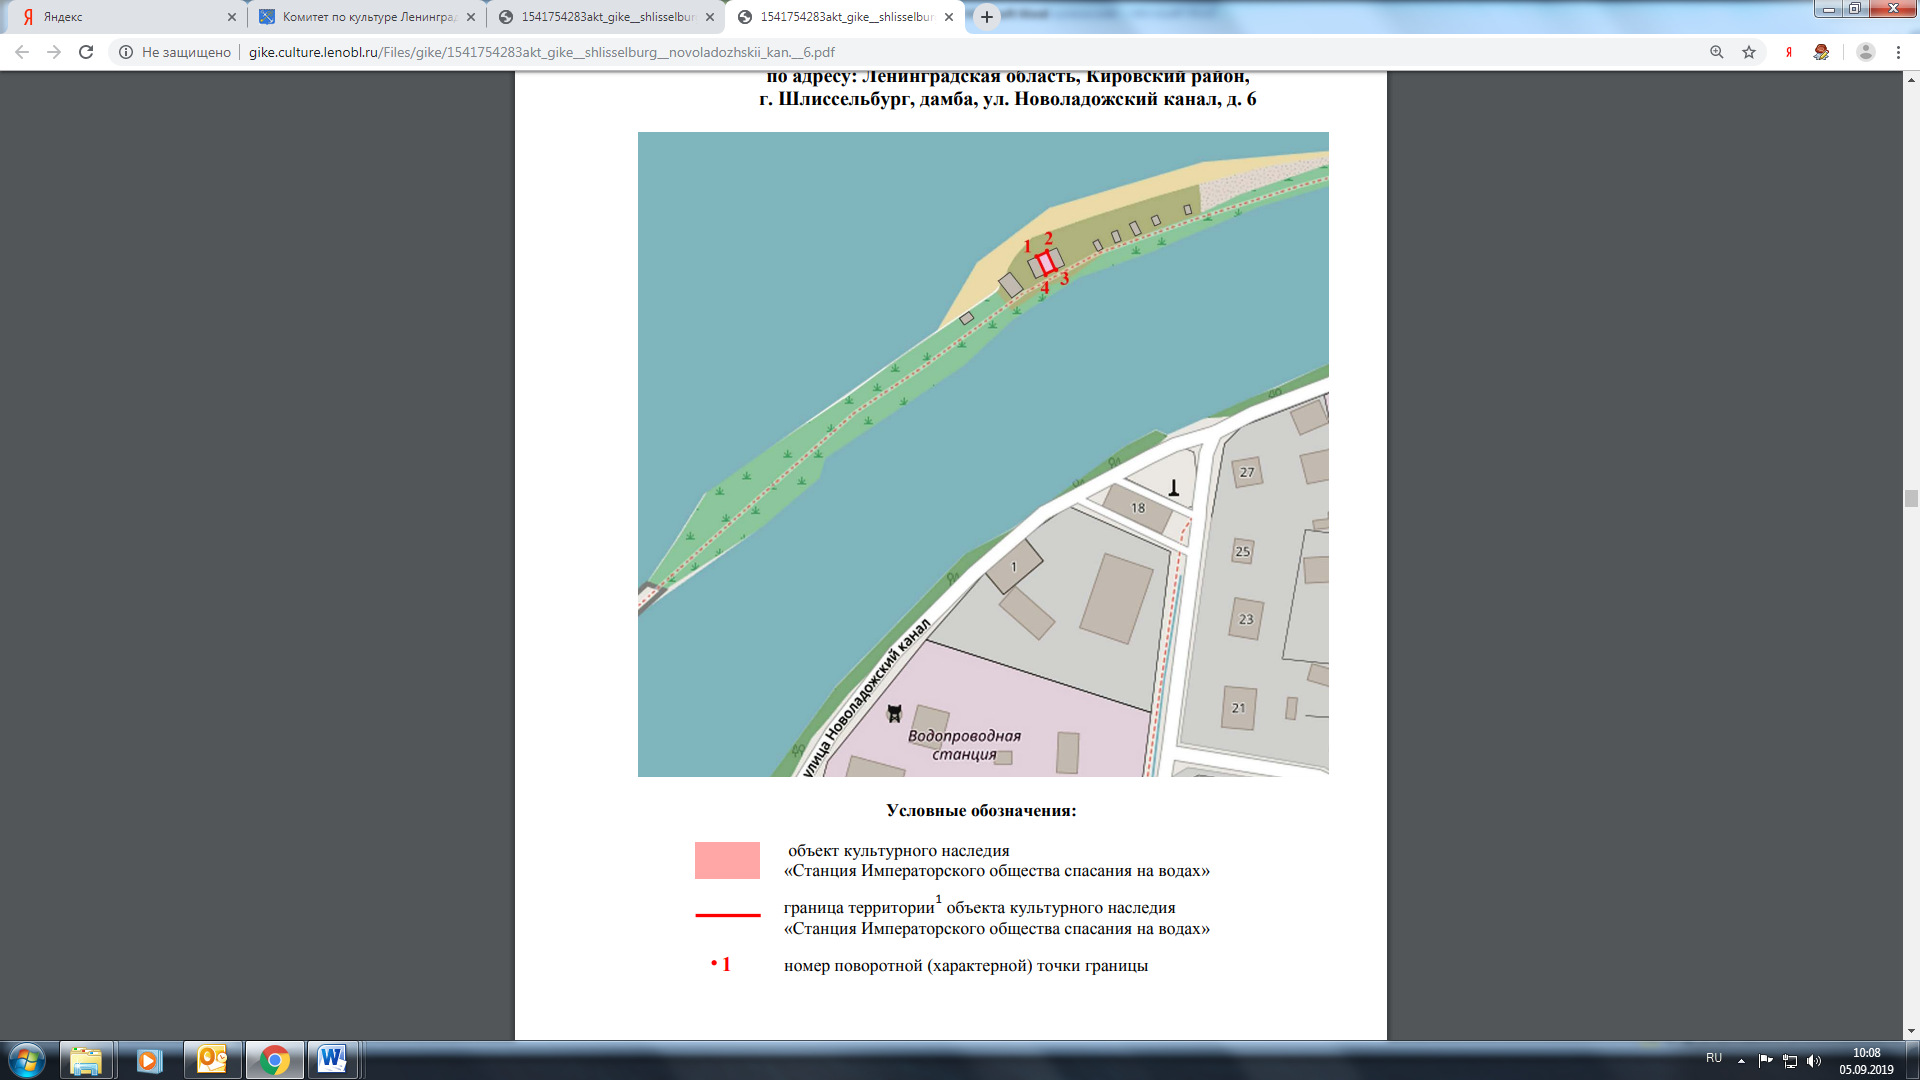 Яндекс
Комитет по культуре Ленинград
1541754283akt_gike__shlisselbur
1541754283akt_gike__shlisselbur
Не защищено
gike.culture.lenobl.ru/Files/gike/1541754283akt_gike__shlisselburg__novoladozhskii_kan.__6.pdf
по адресу: Ленинградская область, Кировский район,
г. Шлиссельбург, дамба, ул. Новоладожский канал, д. 6
1
2
3
4
27
18
25
1
23
улица Новоладожский канал
21
Водопроводная
станция
Условные обозначения:
объект культурного наследия
«Станция Императорского общества спасания на водах»
граница территории1 объекта культурного наследия
«Станция Императорского общества спасания на водах»
• 1 номер поворотной (характерной) точки границы
RU
10:08
05.09.2019